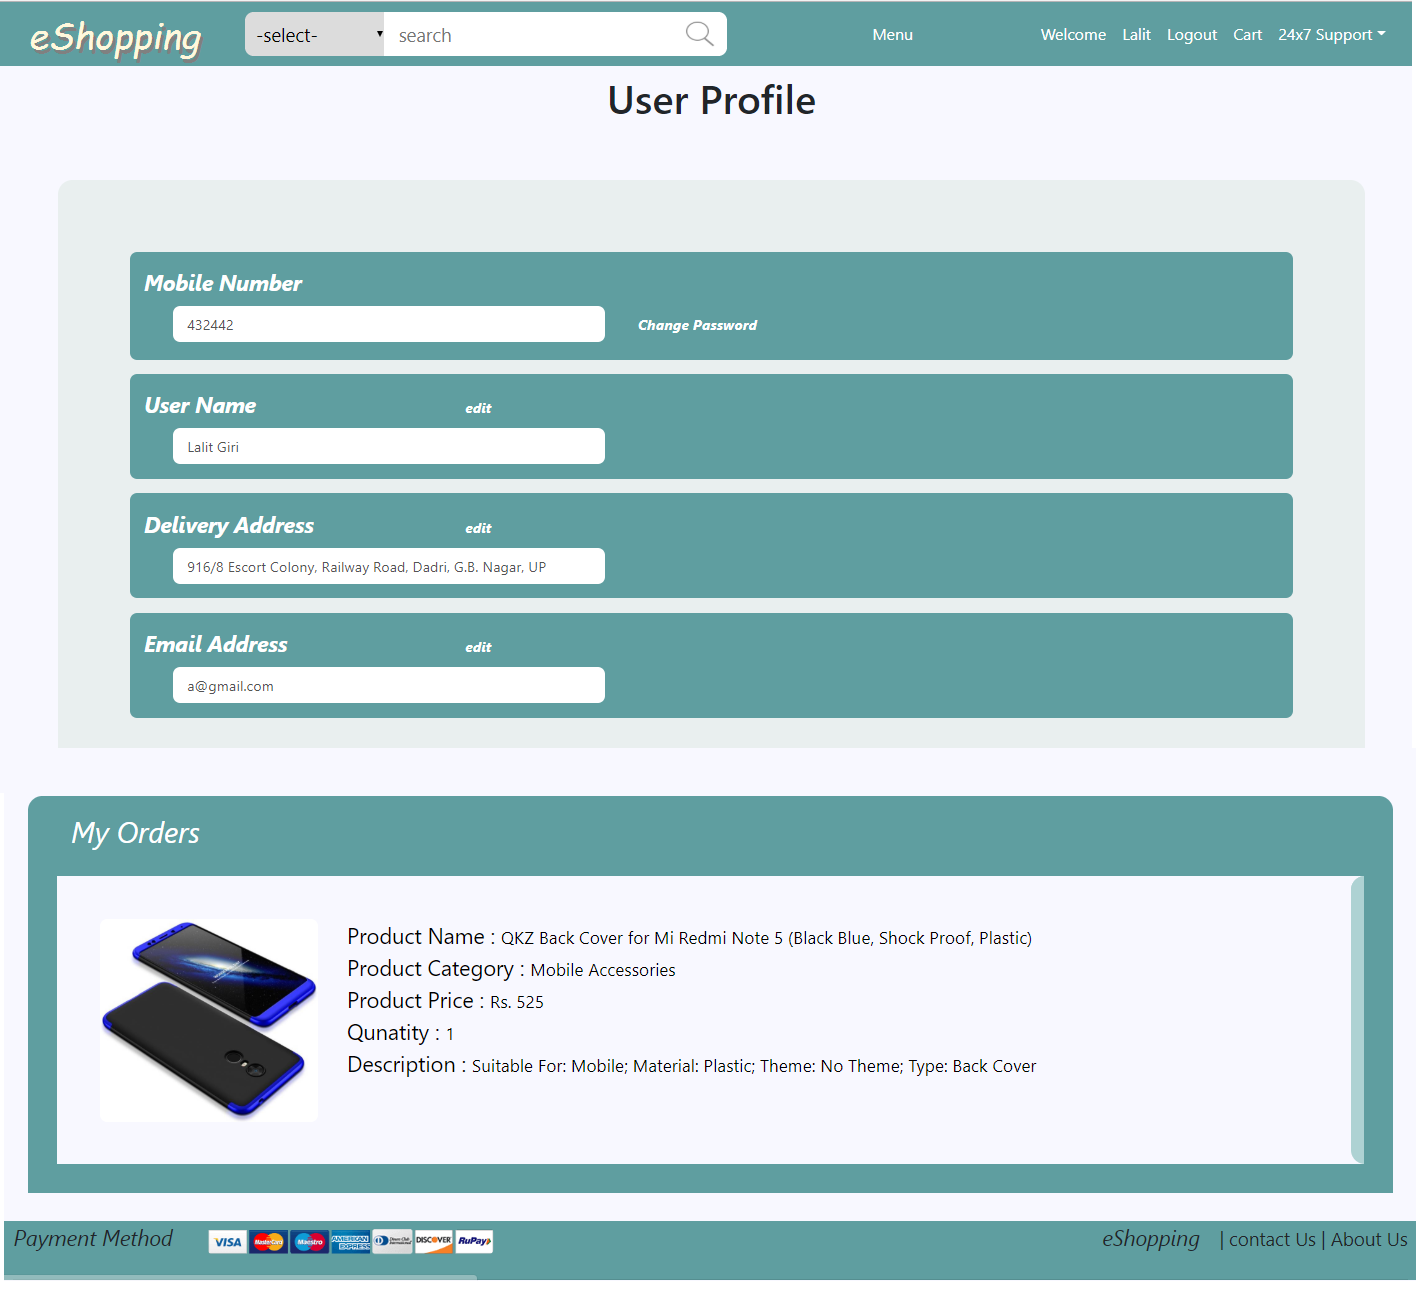 eShopping -select- search Menu Welcome Lalit Logout Cart 24x7 Support
User Profile
Mobile Number
432442 Change Password
User Name edit
Lalit Giri
Delivery Address edit
916/8 Escort Colony, Railway Road, Dadri, G.B. Nagar, UP
Email Address edit
a@gmail.com
My Orders
Product Name : QKZ Back Cover for Mi Redmi Note 5 (Black Blue, Shock Proof, Plastic)
Product Category : Mobile Accessories
Product Price : Rs. 525
Qunatity : 1
Description : Suitable For: Mobile; Material: Plastic; Theme: No Theme; Type: Back Cover
Payment Method VISA MasterCard Maestro AMERICAN EXPRESS Diners Club International DISCOVER RuPay eShopping | contact Us | About Us